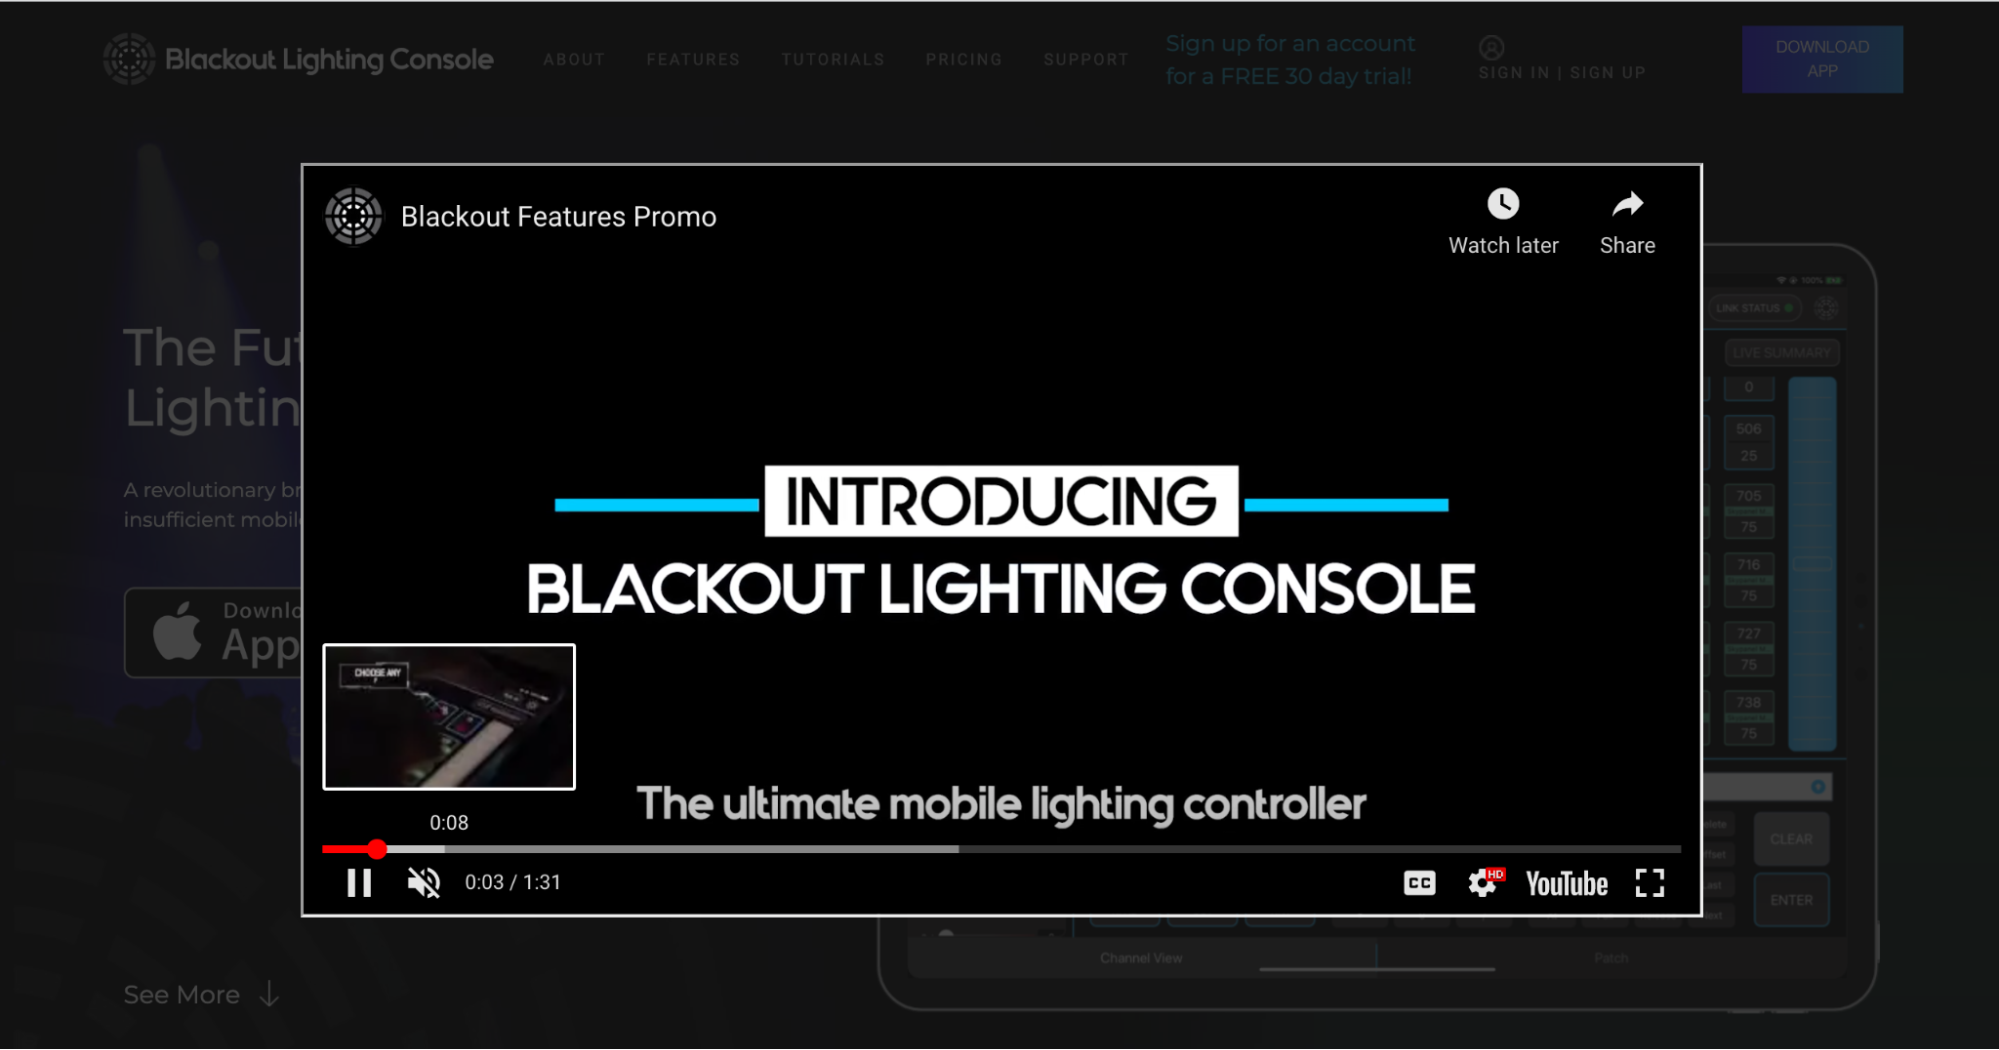 Blackout Lighting Console
ABOUT
FEATURES
TUTORIALS
PRICING
SUPPORT
Sign up for an account
for a FREE 30 day trial!
SIGN IN | SIGN UP
DOWNLOAD
APP
Blackout Features Promo
Watch later
Share
100%
LINK STATUS
LIVE SUMMARY
The Fut
Lightin
0
506
25
705
75
716
75
727
75
738
75
A revolutionary br
insufficient mobil
INTRODUCING
BLACKOUT LIGHTING CONSOLE
Downlo
App
CHOOSE ANY
The ultimate mobile lighting controller
0:08
0:03 / 1:31
CC
HD
YouTube
CLEAR
ENTER
Channel View
Patch
See More